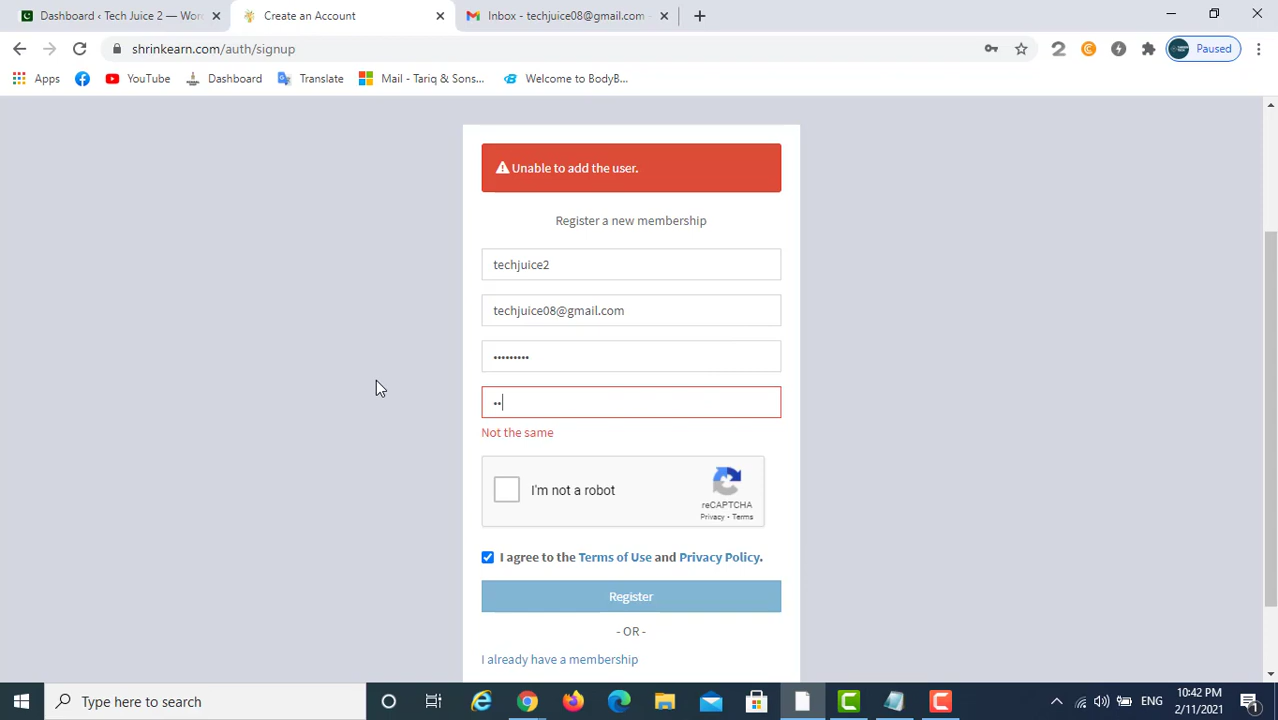 Dashboard ‹ Tech Juice 2 — Word
Create an Account
Inbox - techjuice08@gmail.com -
shrinkearn.com/auth/signup
Paused
Apps
YouTube
Dashboard
Translate
Mail - Tariq & Sons...
Welcome to BodyB...
Unable to add the user.
Register a new membership
techjuice2
techjuice08@gmail.com
•••••••••
••
Not the same
I'm not a robot
reCAPTCHA
Privacy - Terms
I agree to the Terms of Use and Privacy Policy.
Register
- OR -
I already have a membership
Type here to search
ENG
10:42 PM
2/11/2021
1